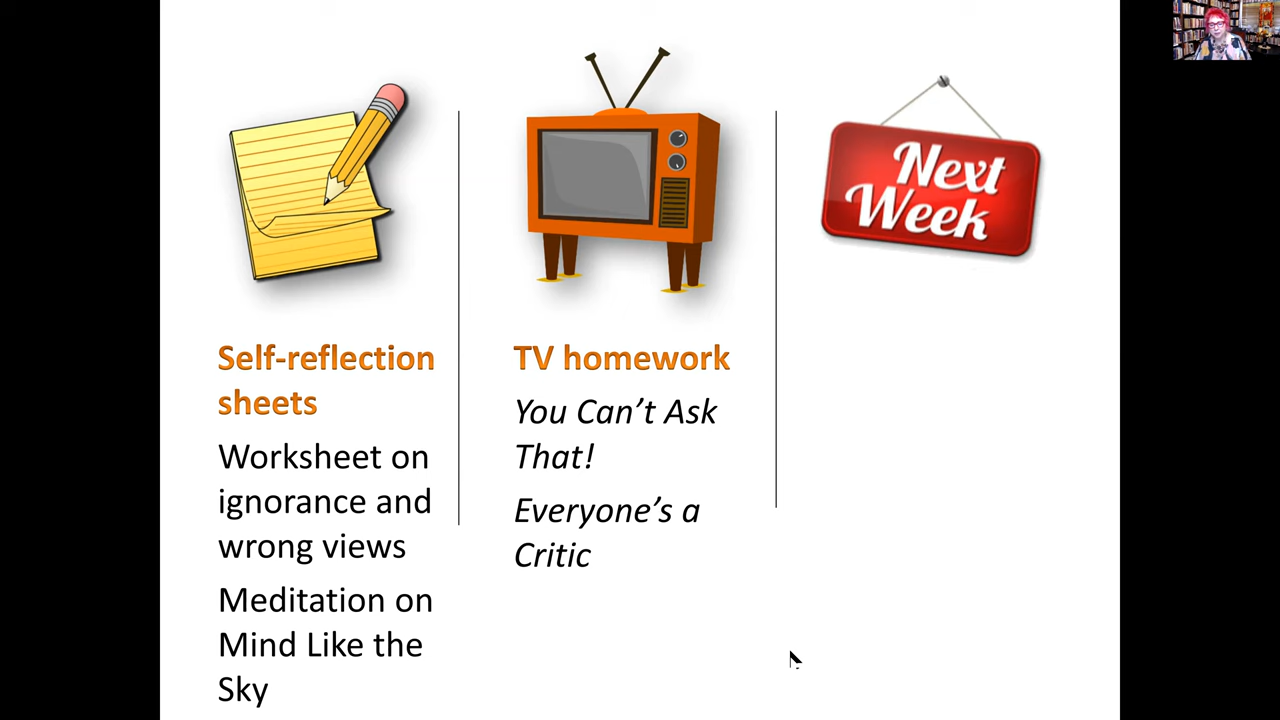 Next
Week
Self-reflection
sheets
Worksheet on
ignorance and
wrong views
Meditation on
Mind Like the
Sky
TV homework
You Can’t Ask
That!
Everyone’s a
Critic